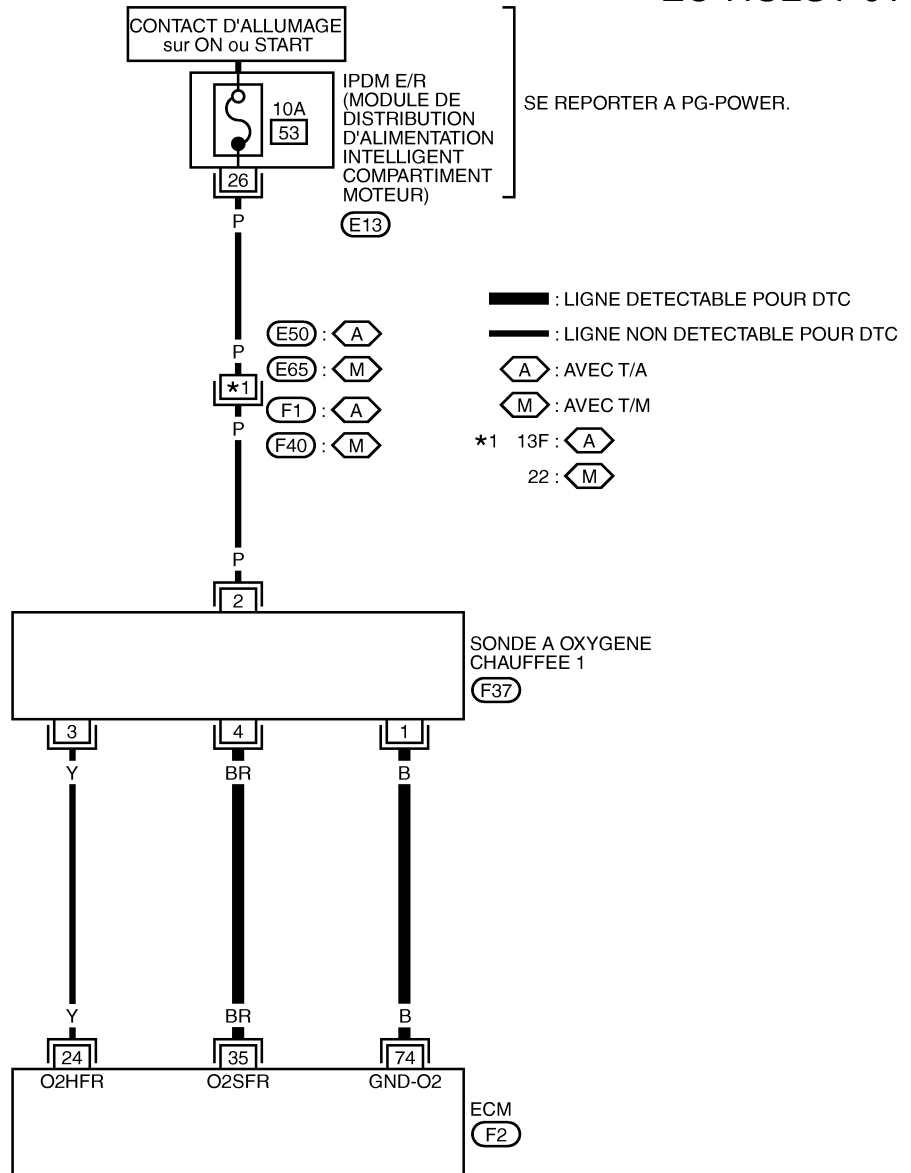 CONTACT D'ALLUMAGE
sur ON ou START
10A
53
26
IPDM E/R
(MODULE DE
DISTRIBUTION
D'ALIMENTATION
INTELLIGENT
COMPARTIMENT
MOTEUR)
E13
SE REPORTER A PG-POWER.
P
P
★1
P
P
E50 : A
E65 : M
F1 : A
F40 : M
: LIGNE DETECTABLE POUR DTC
: LIGNE NON DETECTABLE POUR DTC
A : AVEC T/A
M : AVEC T/M
★1 13F : A
22 : M
2
SONDE A OXYGENE
CHAUFFEE 1
F37
3 4 1
Y BR B
Y BR B
24 35 74
O2HFR O2SFR GND-O2
ECM
F2